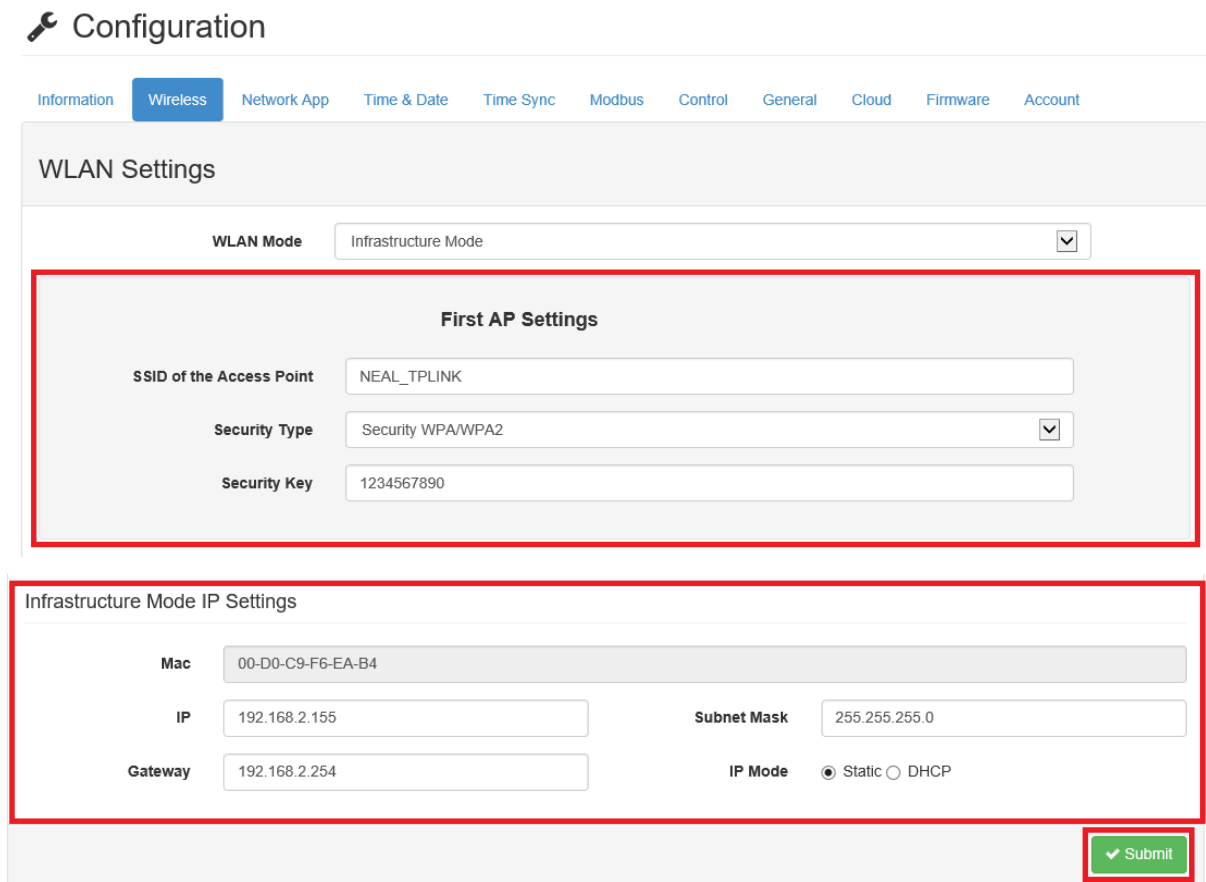 Configuration
Information Wireless Network App Time & Date Time Sync Modbus Control General Cloud Firmware Account
WLAN Settings
WLAN Mode Infrastructure Mode
First AP Settings
SSID of the Access Point NEAL_TPLINK
Security Type Security WPA/WPA2
Security Key 1234567890
Infrastructure Mode IP Settings
Mac 00-D0-C9-F6-EA-B4
IP 192.168.2.155 Subnet Mask 255.255.255.0
Gateway 192.168.2.254 IP Mode Static DHCP
Submit